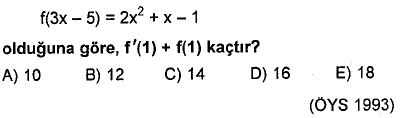 f(3x – 5) = 2x² + x – 1
olduğuna göre, f'(1) + f(1) kaçtır?
A) 10 B) 12 C) 14 D) 16 E) 18
(ÖYS 1993)